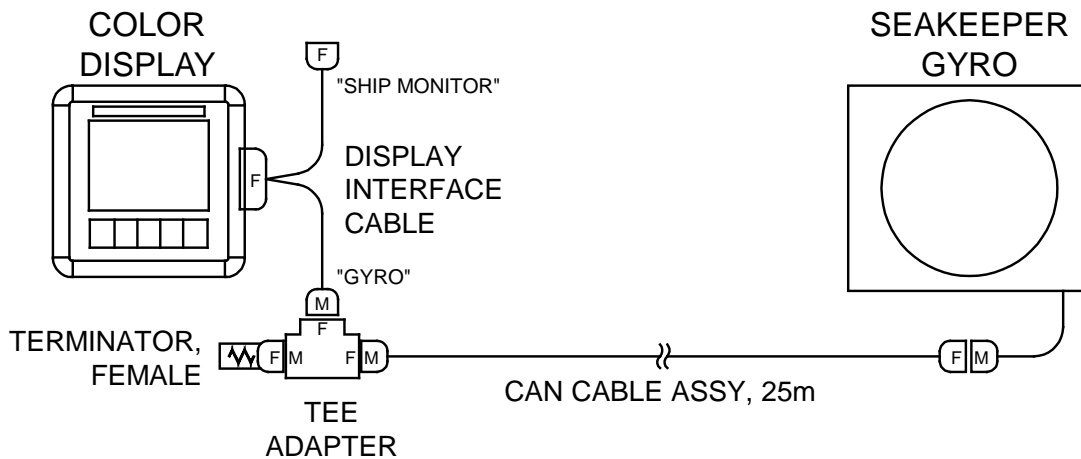 COLOR
DISPLAY
F
"SHIP MONITOR"
SEAKEEPER
GYRO
F
DISPLAY
INTERFACE
CABLE
"GYRO"
M
F
TERMINATOR,
FEMALE
F M
F M
F M
CAN CABLE ASSY, 25m
TEE
ADAPTER